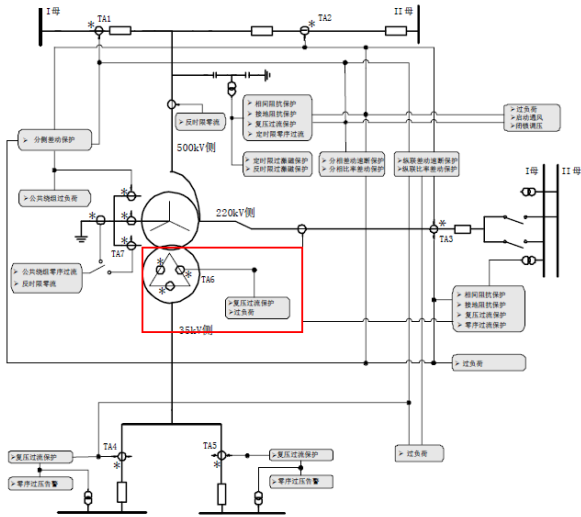 I母
TA1
TA2
II母
➢反时限零流
500kV侧
➢相间阻抗保护
➢接地阻抗保护
➢复压过流保护
➢定时限零序过流
➢过负荷
➢启动通风
➢闭锁调压
➢分侧差动保护
➢定时限过激磁保护
➢反时限过激磁保护
➢分相差动速断保护
➢分相比率差动保护
➢纵联差动速断保护
➢纵联比率差动保护
I母
II母
➢公共绕组过负荷
*
220kV侧
TA3
TA7
TA6
➢公共绕组零序过流
➢反时限零流
➢复压过流保护
➢过负荷
➢相间阻抗保护
➢接地阻抗保护
➢复压过流保护
➢零序过流保护
35kV侧
➢过负荷
TA4
TA5
➢复压过流保护
➢复压过流保护
➢过负荷
➢零序过压告警
➢零序过压告警